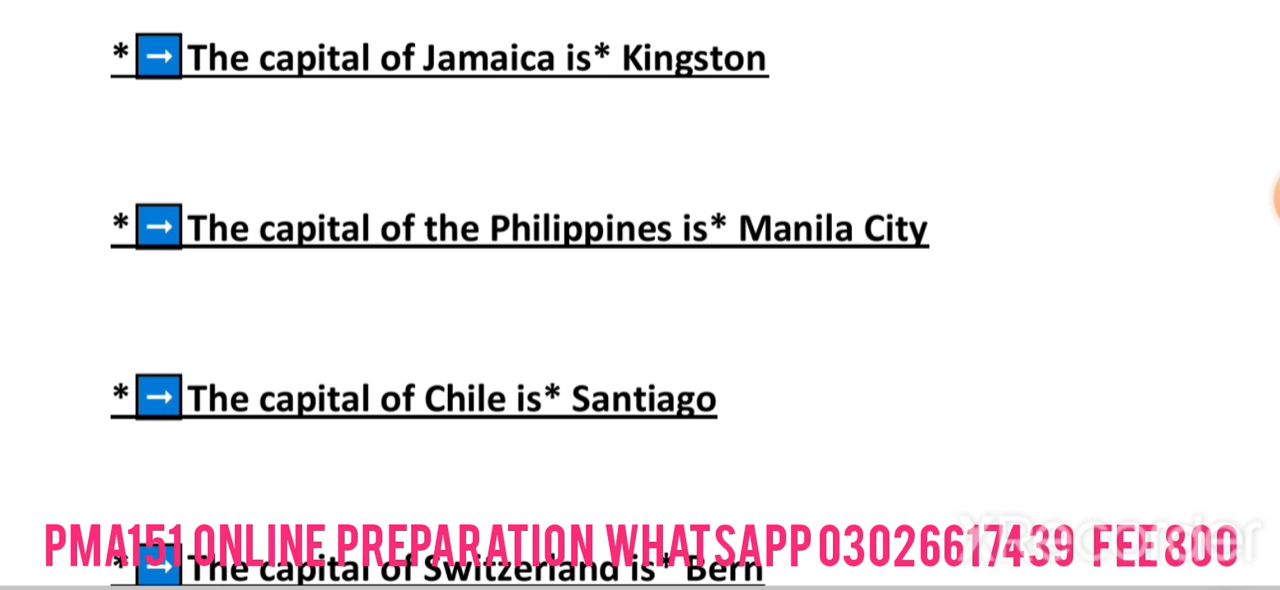 *➡The capital of Jamaica is* Kingston
*➡The capital of the Philippines is* Manila City
*➡The capital of Chile is* Santiago
PMA151 ONLINE PREPARATION WHATSAPP 03026617439 FEE 800
XRecorder
*➡The capital of Switzerland is* Bern